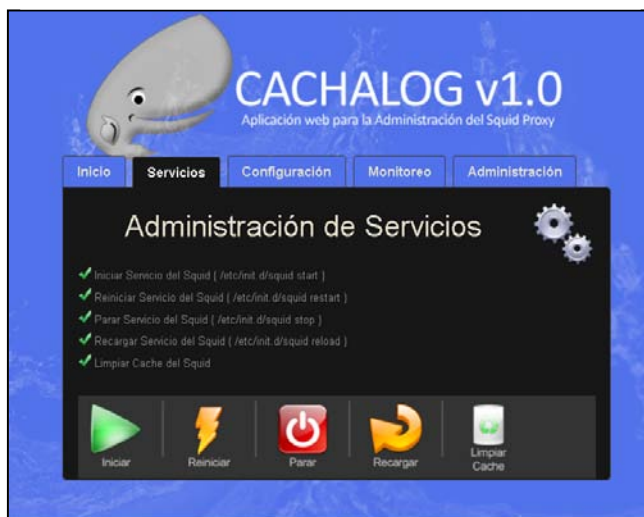 CACHALOG v1.0
Aplicación web para la Administración del Squid Proxy
Inicio Servicios Configuración Monitoreo Administración
Administración de Servicios
Iniciar Servicio del Squid ( /etc/init.d/squid start )
Reiniciar Servicio del Squid ( /etc/init.d/squid restart )
Parar Servicio del Squid ( /etc/init.d/squid stop )
Recargar Servicio del Squid ( /etc/init.d/squid reload )
Limpiar Cache del Squid
Iniciar Reiniciar Parar Recargar Limpiar
Cache